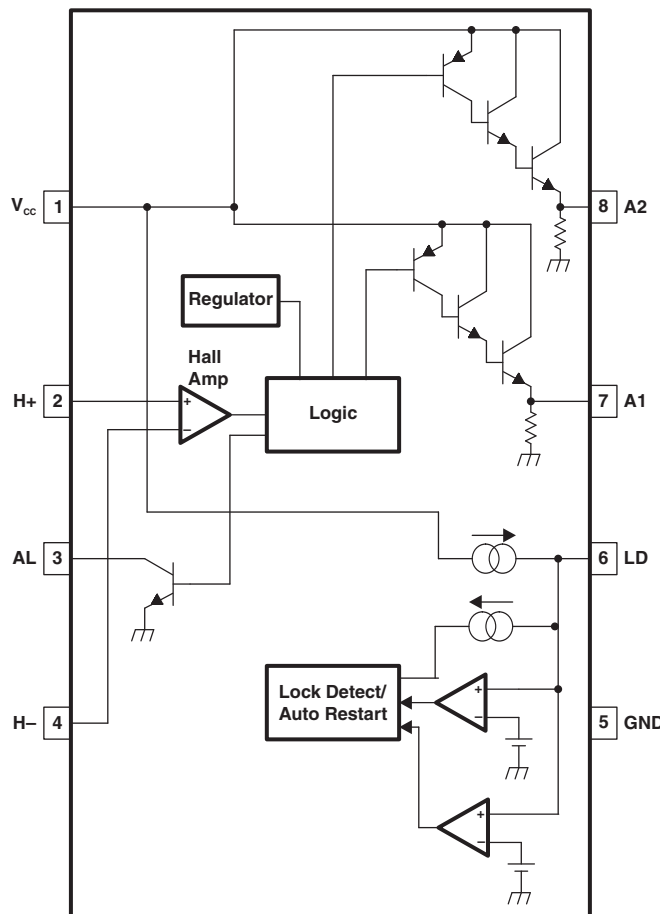 V_CC 1
8 A2
Regulator
Hall
Amp
H+ 2
+
−
Logic
7 A1
AL 3
6 LD
Lock Detect/
Auto Restart
+
−
H− 4
5 GND
+
−